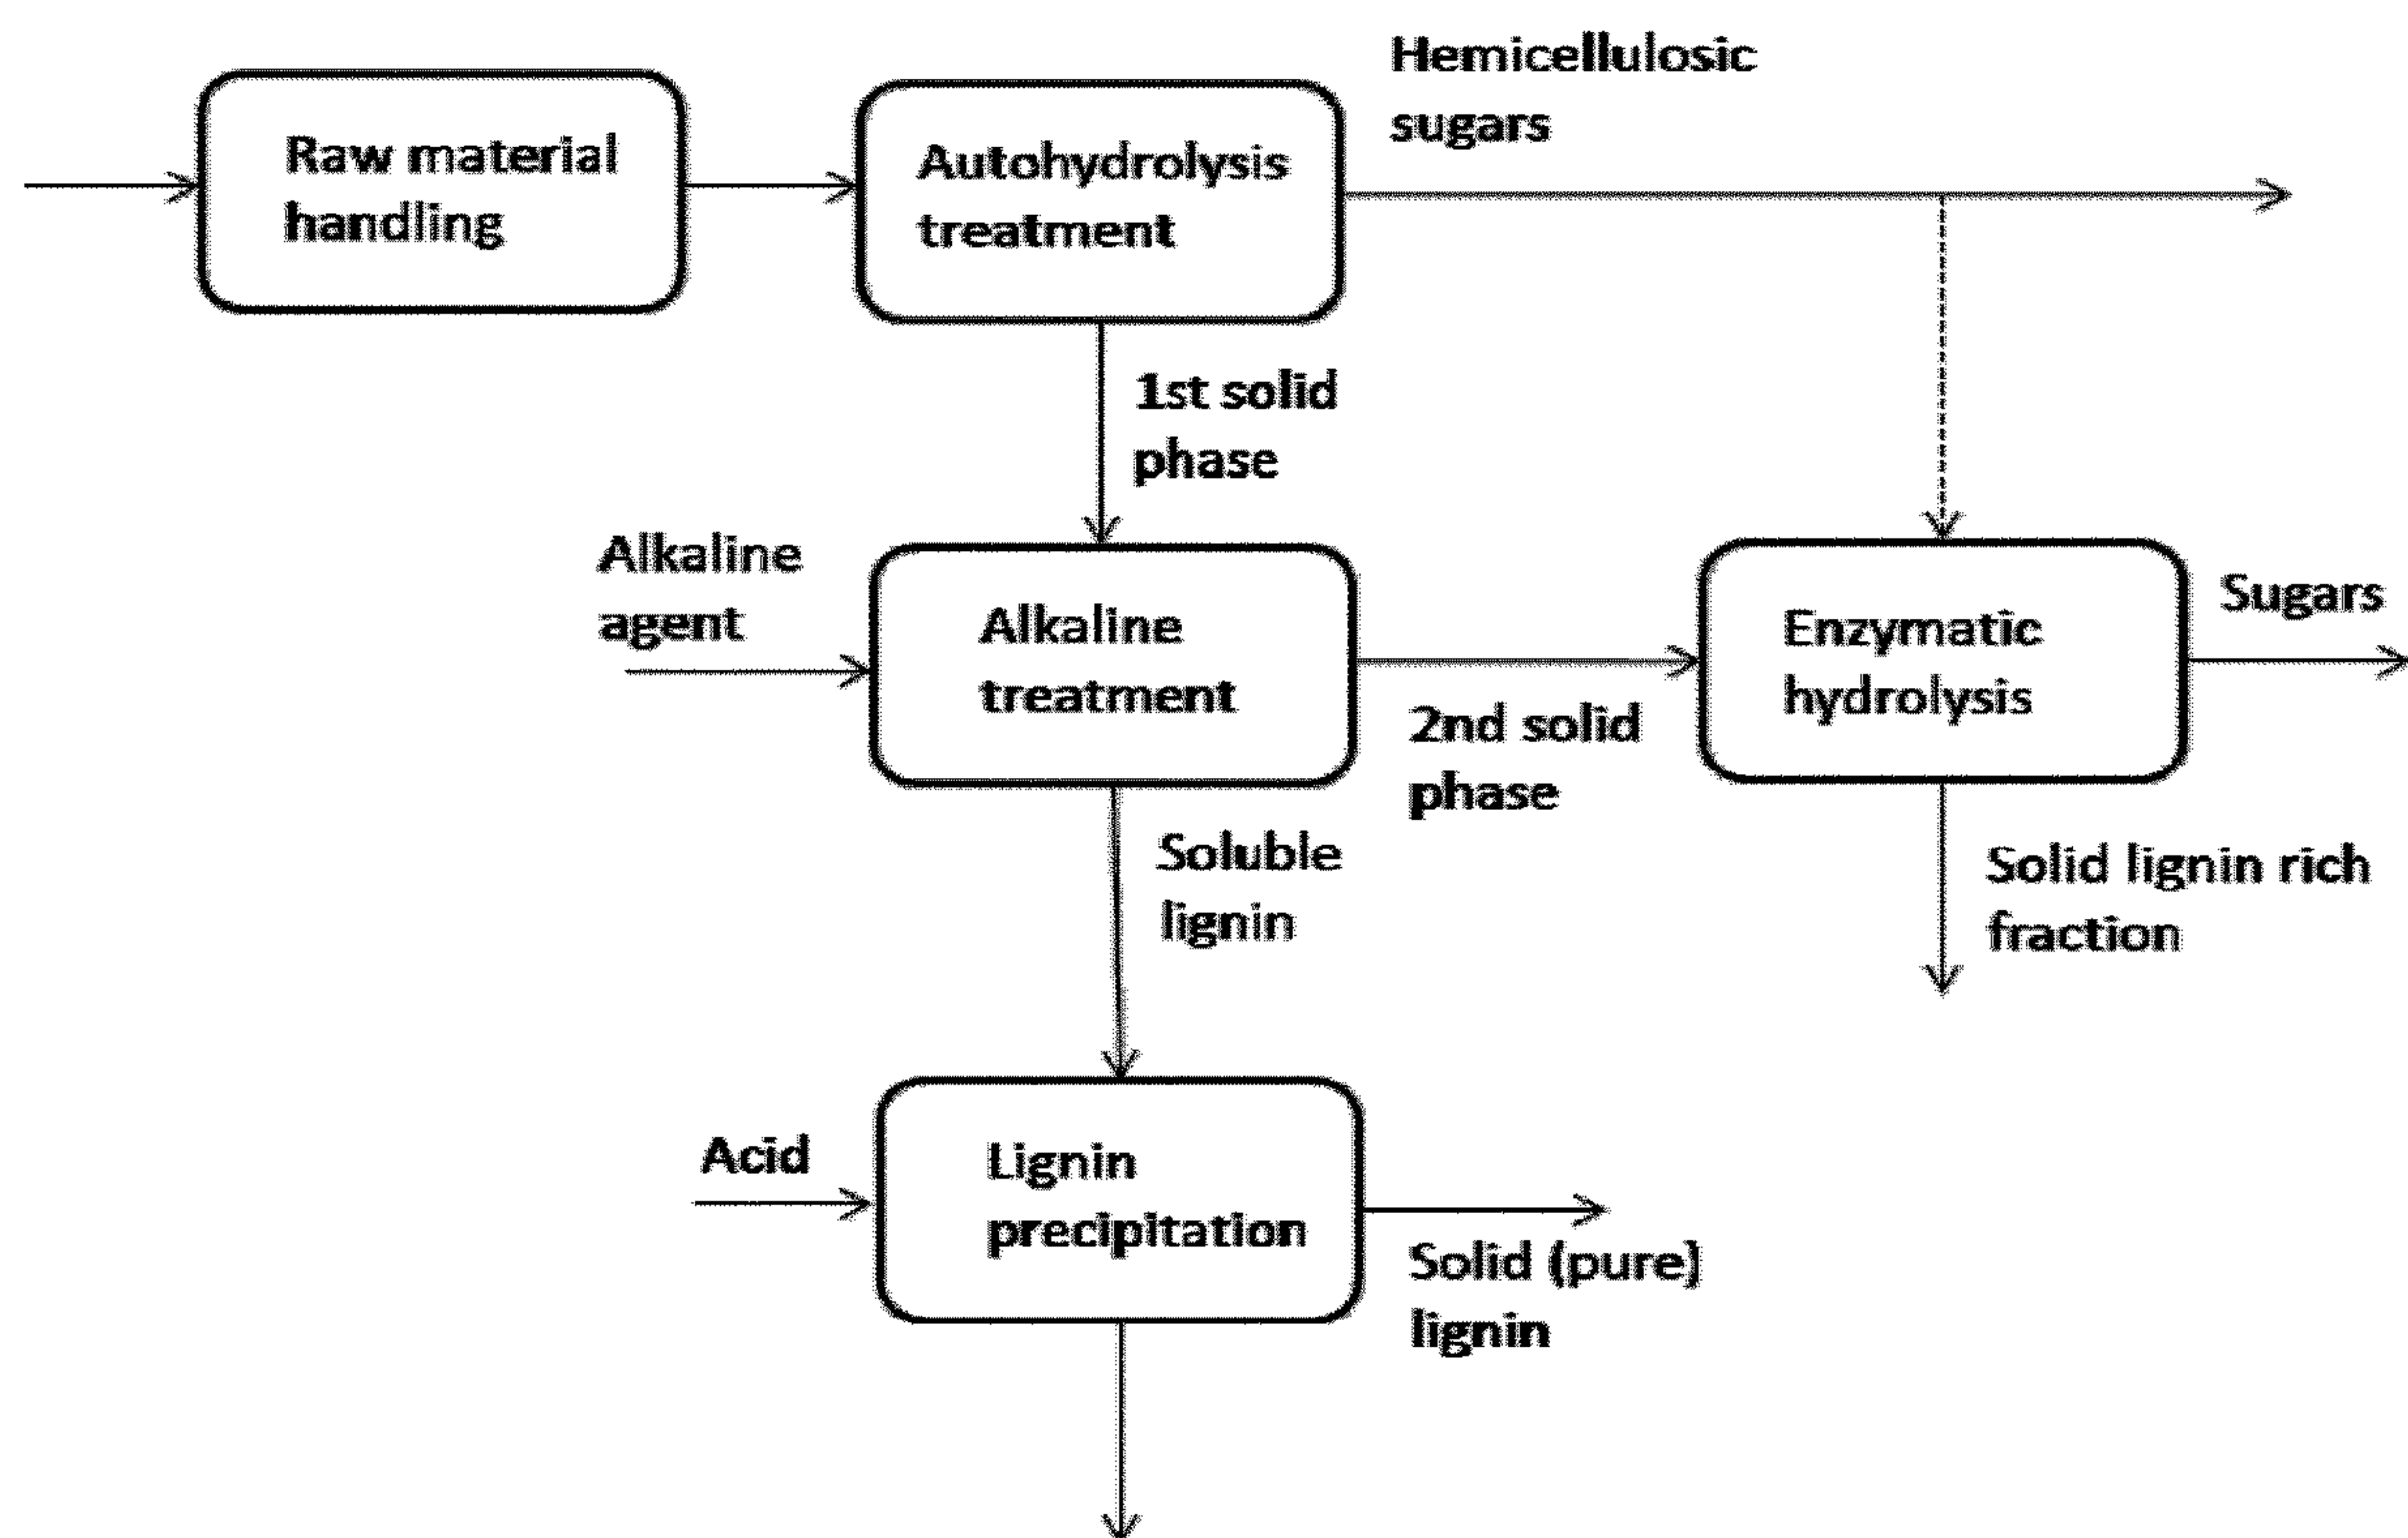 Hemicellulosic
sugars
Raw material
handling
Autohydrolysis
treatment
1st solid
phase
Alkaline
agent
Alkaline
treatment
Enzymatic
hydrolysis
Sugars
2nd solid
phase
Soluble
lignin
Solid lignin rich
fraction
Acid
Lignin
precipitation
Solid (pure)
lignin